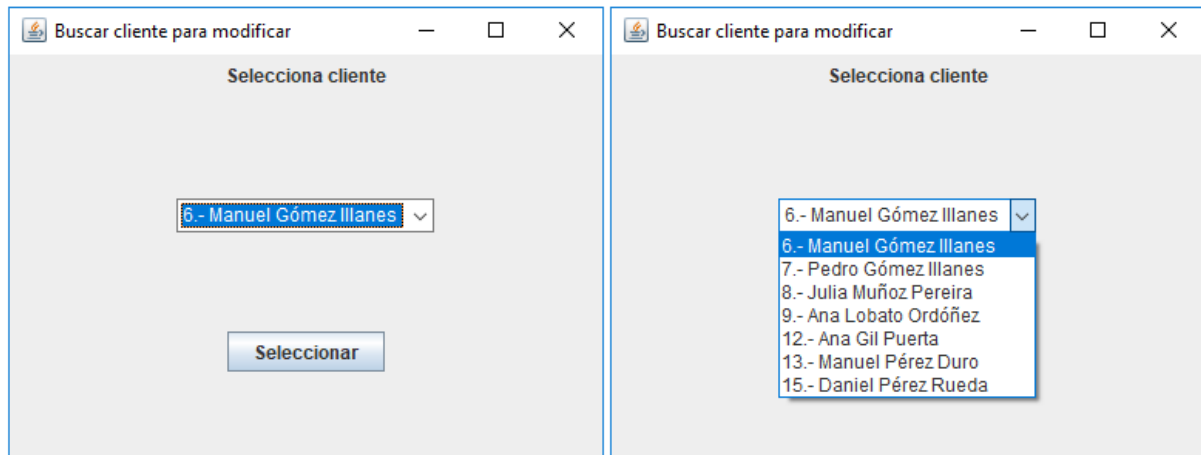 Buscar cliente para modificar
Selecciona cliente
6.- Manuel Gómez Illanes
Seleccionar
Buscar cliente para modificar
Selecciona cliente
6.- Manuel Gómez Illanes
6.- Manuel Gómez Illanes
7.- Pedro Gómez Illanes
8.- Julia Muñoz Pereira
9.- Ana Lobato Ordóñez
12.- Ana Gil Puerta
13.- Manuel Pérez Duro
15.- Daniel Pérez Rueda